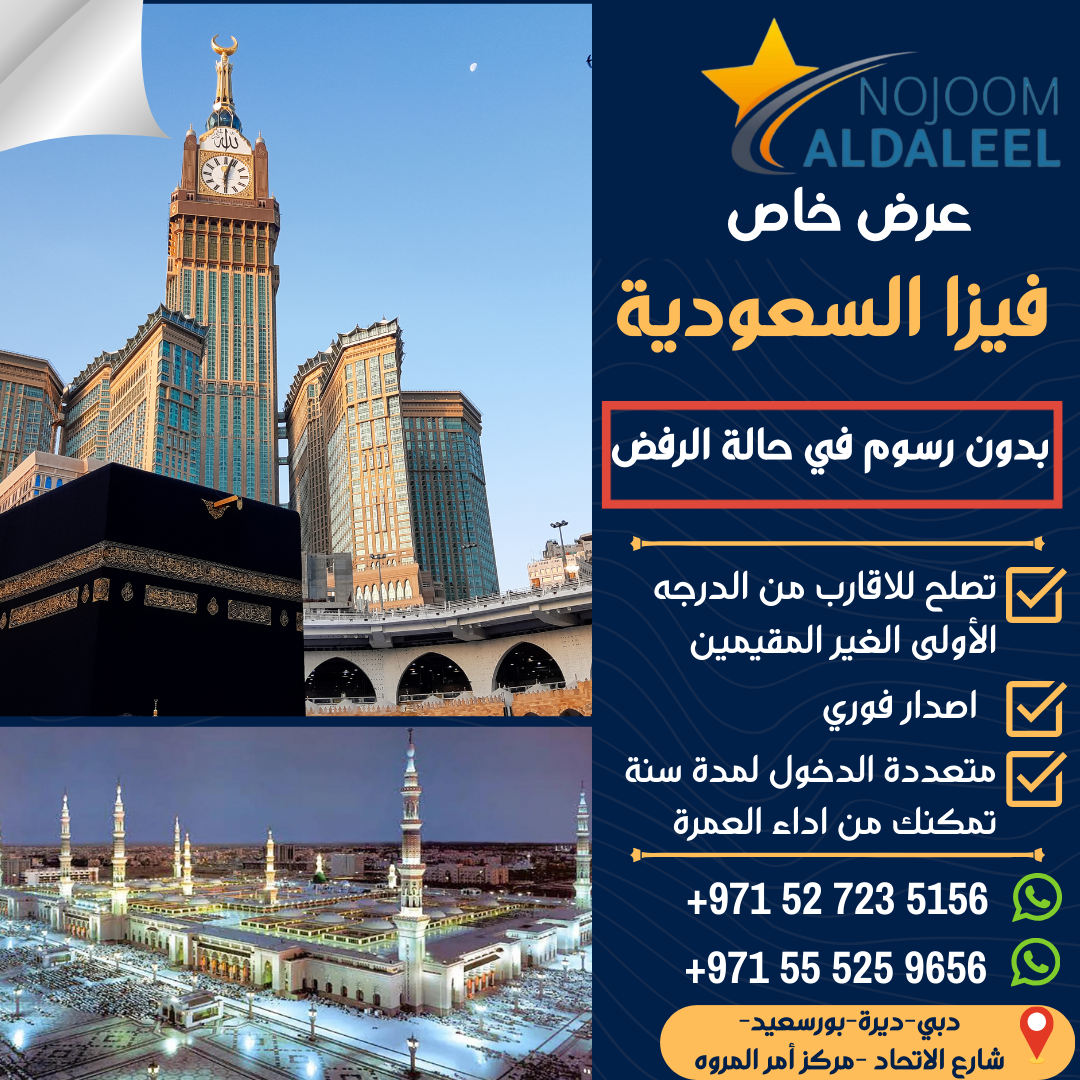 NOJOOM
ALDALEEL
عرض خاص
فيزا السعودية
بدون رسوم في حالة الرفض
تصلح للاقارب من الدرجه
الأولى الغير المقيمين
اصدار فوري
متعددة الدخول لمدة سنة
تمكنك من اداء العمرة
+971 52 723 5156
+971 55 525 9656
دبي-ديرة-بورسعيد-
شارع الاتحاد -مركز أمر المروه